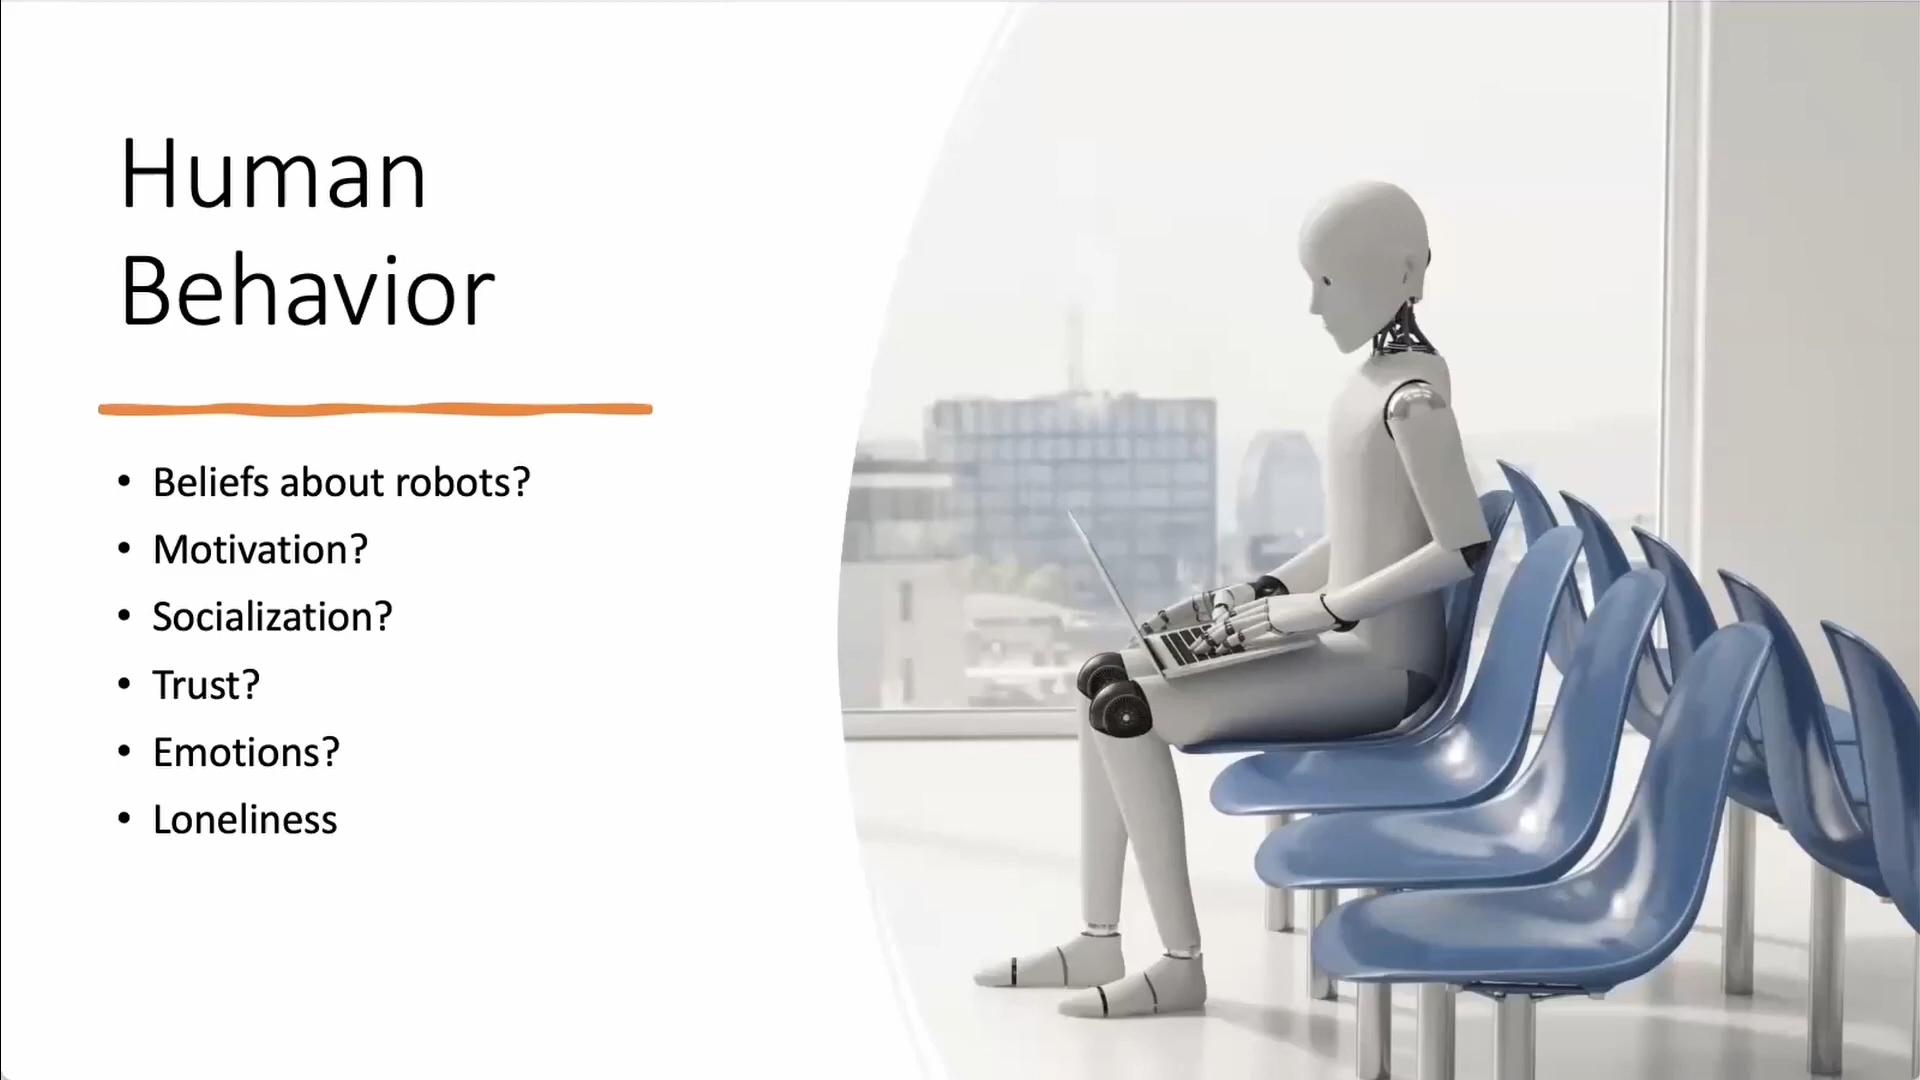 Human
Behavior
• Beliefs about robots?
• Motivation?
• Socialization?
• Trust?
• Emotions?
• Loneliness